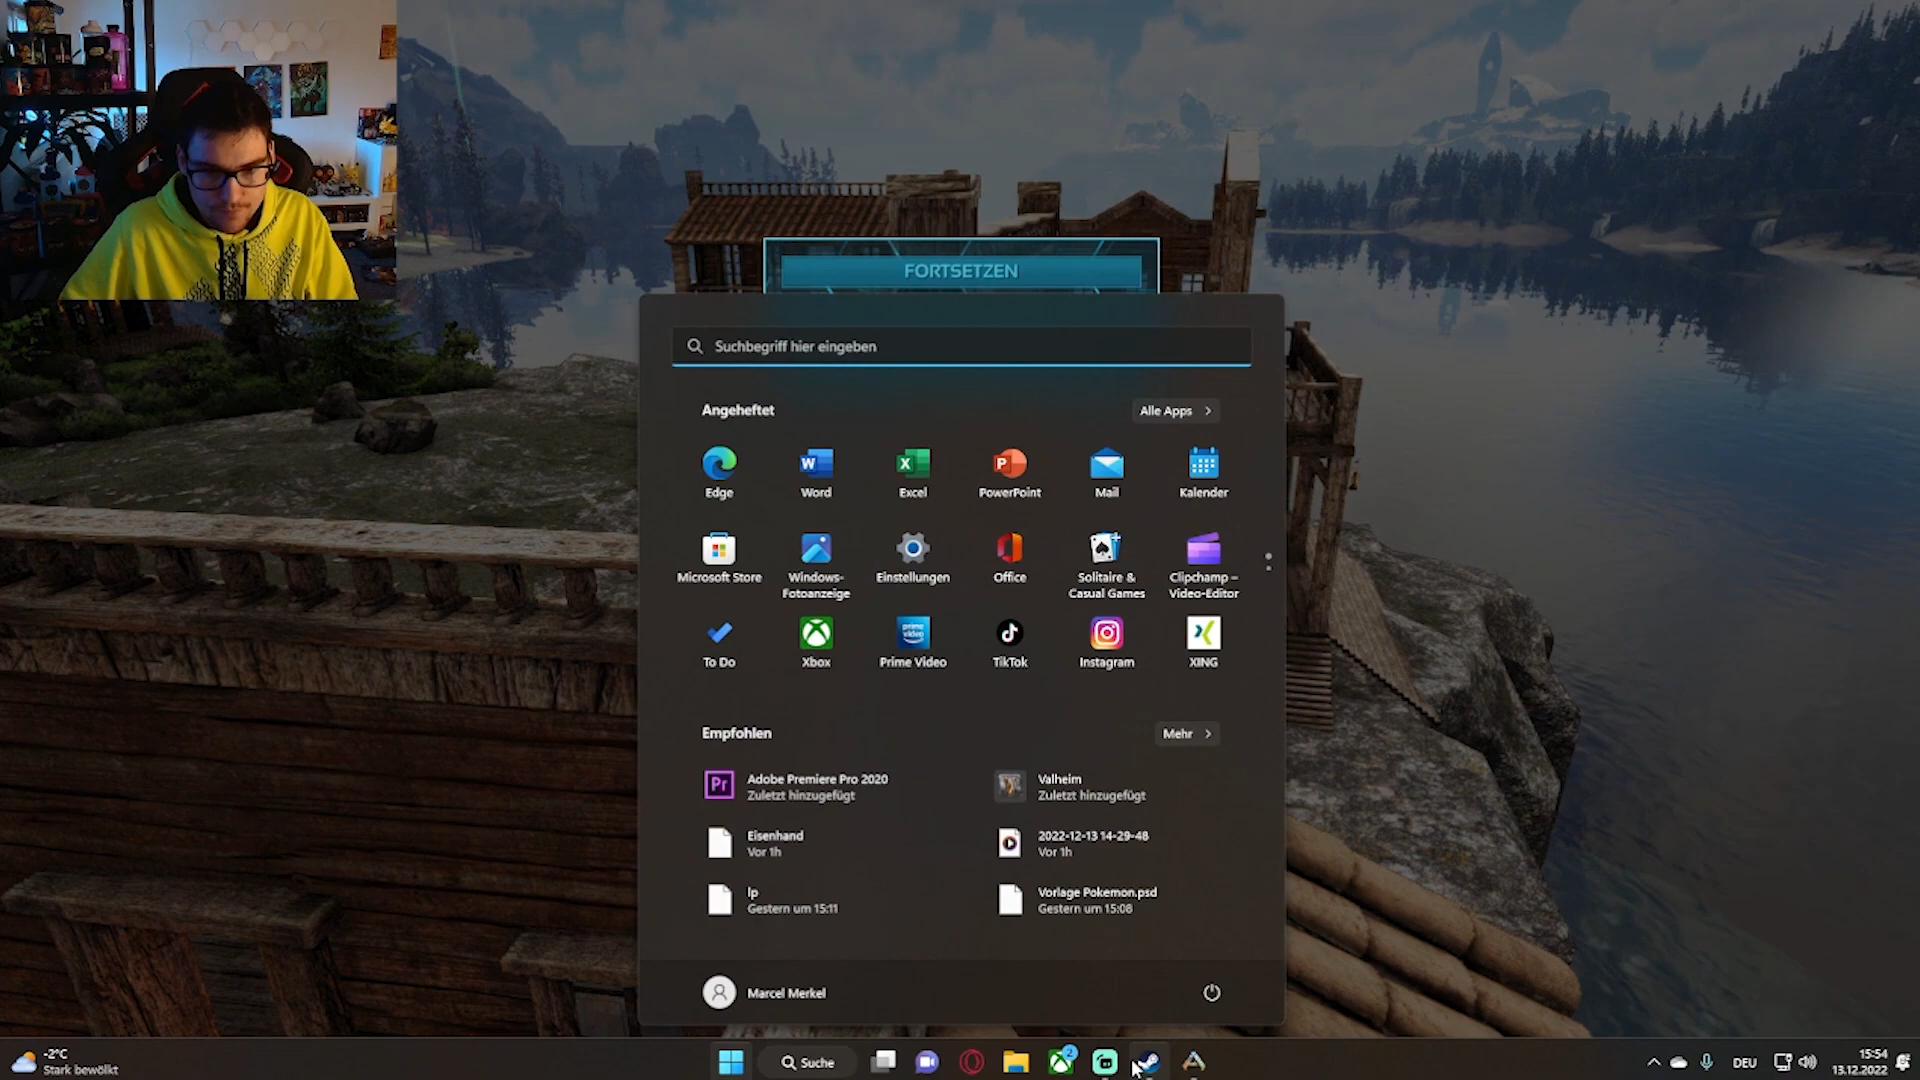 FORTSETZEN
Suchbegriff hier eingeben
Angeheftet
Alle Apps
Edge
Word
Excel
PowerPoint
Mail
Kalender
Microsoft Store
Windows-
Fotoanzeige
Einstellungen
Office
Solitaire &
Casual Games
Clipchamp –
Video-Editor
To Do
Xbox
prime
video
Prime Video
TikTok
Instagram
XING
Empfohlen
Mehr
Pr
Adobe Premiere Pro 2020
Zuletzt hinzugefügt
Valheim
Zuletzt hinzugefügt
Eisenhand
Vor 1h
2022-12-13 14-29-48
Vor 1h
lp
Gestern um 15:11
Vorlage Pokemon.psd
Gestern um 15:08
Marcel Merkel
-2°C
Stark bewölkt
Suche
2
DEU
15:54
13.12.2022